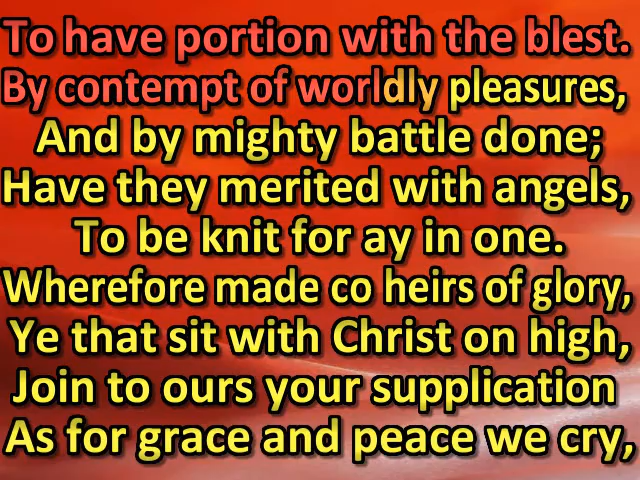 To have portion with the blest.
By contempt of worldly pleasures,
And by mighty battle done;
Have they merited with angels,
To be knit for ay in one.
Wherefore made co heirs of glory,
Ye that sit with Christ on high,
Join to ours your supplication
As for grace and peace we cry,